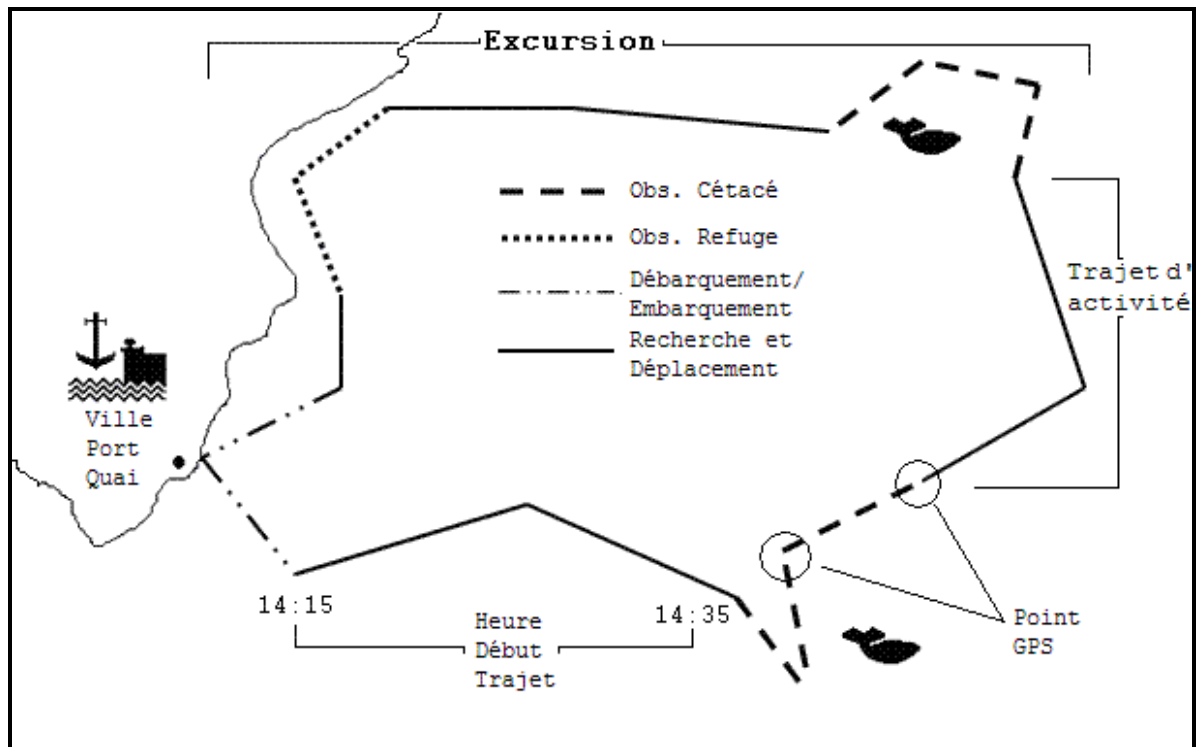 Excursion
Obs. Cétacé
Obs. Refuge
Débarquement/
Embarquement
Recherche et
Déplacement
Trajet d'
activité
Ville
Port
Quai
14:15
14:35
Heure
Début
Trajet
Point
GPS